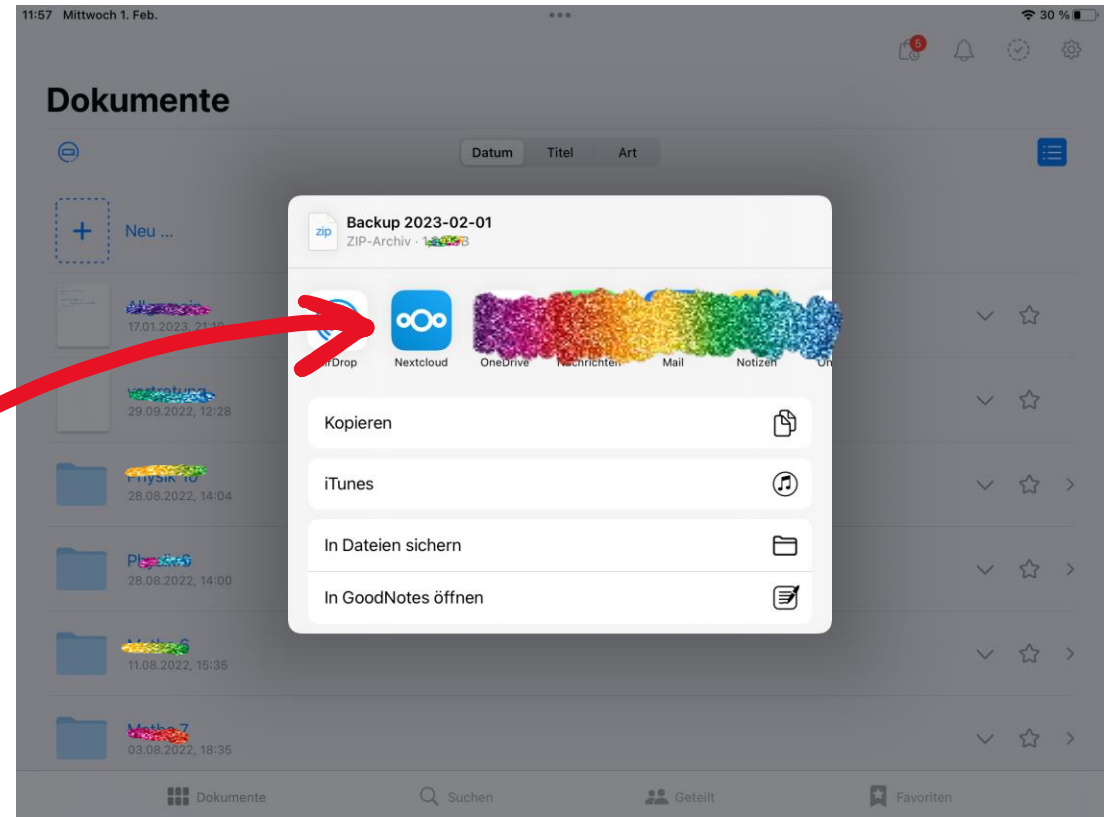 11:57 Mittwoch 1. Feb.
30 %
5
Dokumente
Datum Titel Art
Neu ...
zip
Backup 2023-02-01
ZIP-Archiv
17.01.2023, 21:10
Nextcloud OneDrive Nachrichten Mail Notizen
29.09.2022, 12:28
Kopieren
28.08.2022, 14:04
iTunes
28.08.2022, 14:00
In Dateien sichern
In GoodNotes öffnen
11.08.2022, 15:35
03.08.2022, 18:35
Dokumente Suchen Geteilt Favoriten